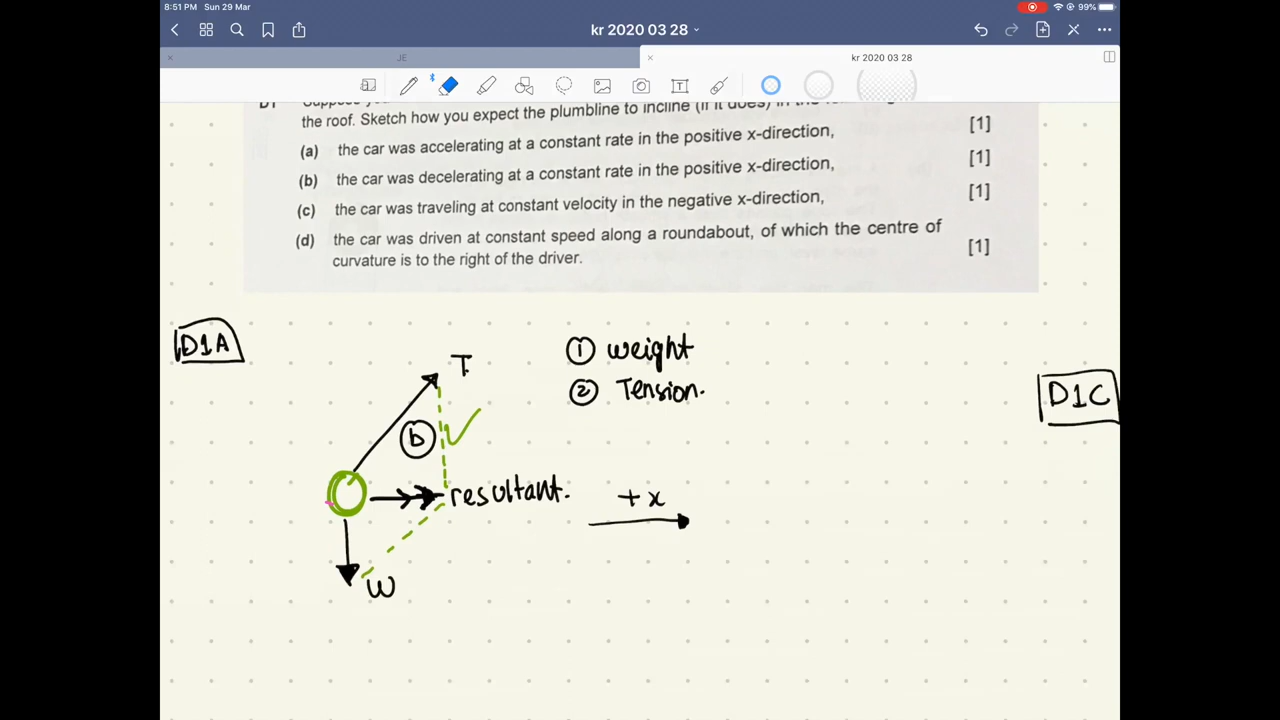 8:51 PM Sun 29 Mar
99%
kr 2020 03 28
JE
kr 2020 03 28
the roof. Sketch how you expect the plumbline to incline (if it does) in the
(a) the car was accelerating at a constant rate in the positive x-direction, [1]
(b) the car was decelerating at a constant rate in the positive x-direction, [1]
(c) the car was traveling at constant velocity in the negative x-direction, [1]
(d) the car was driven at constant speed along a roundabout, of which the centre of
curvature is to the right of the driver. [1]
D1A
T
① weight
② Tension.
D1C
b
resultant.
+x
W